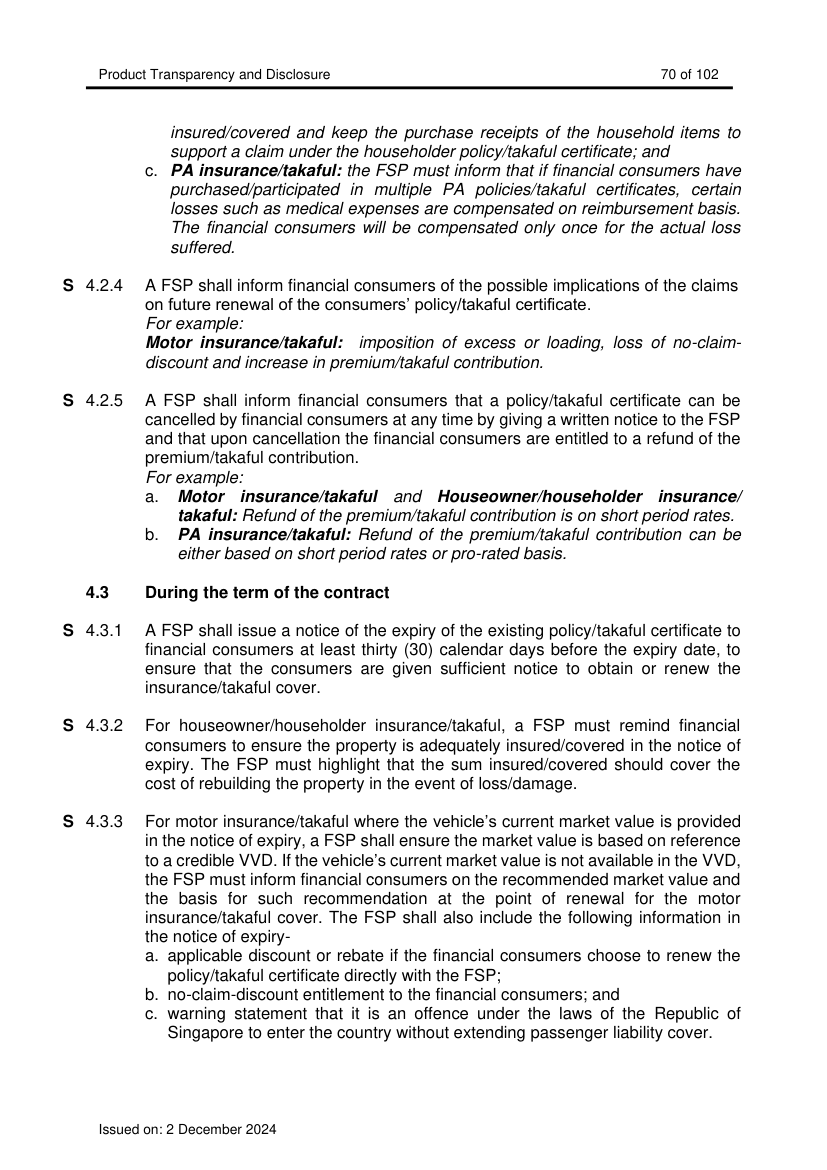 Product Transparency and Disclosure 70 of 102
insured/covered and keep the purchase receipts of the household items to
support a claim under the householder policy/takaful certificate; and
c. PA insurance/takaful: the FSP must inform that if financial consumers have
purchased/participated in multiple PA policies/takaful certificates, certain
losses such as medical expenses are compensated on reimbursement basis.
The financial consumers will be compensated only once for the actual loss
suffered.
S 4.2.4 A FSP shall inform financial consumers of the possible implications of the claims
on future renewal of the consumers’ policy/takaful certificate.
For example:
Motor insurance/takaful: imposition of excess or loading, loss of no-claim-
discount and increase in premium/takaful contribution.
S 4.2.5 A FSP shall inform financial consumers that a policy/takaful certificate can be
cancelled by financial consumers at any time by giving a written notice to the FSP
and that upon cancellation the financial consumers are entitled to a refund of the
premium/takaful contribution.
For example:
a. Motor insurance/takaful and Houseowner/householder insurance/
takaful: Refund of the premium/takaful contribution is on short period rates.
b. PA insurance/takaful: Refund of the premium/takaful contribution can be
either based on short period rates or pro-rated basis.
4.3 During the term of the contract
S 4.3.1 A FSP shall issue a notice of the expiry of the existing policy/takaful certificate to
financial consumers at least thirty (30) calendar days before the expiry date, to
ensure that the consumers are given sufficient notice to obtain or renew the
insurance/takaful cover.
S 4.3.2 For houseowner/householder insurance/takaful, a FSP must remind financial
consumers to ensure the property is adequately insured/covered in the notice of
expiry. The FSP must highlight that the sum insured/covered should cover the
cost of rebuilding the property in the event of loss/damage.
S 4.3.3 For motor insurance/takaful where the vehicle’s current market value is provided
in the notice of expiry, a FSP shall ensure the market value is based on reference
to a credible VVD. If the vehicle’s current market value is not available in the VVD,
the FSP must inform financial consumers on the recommended market value and
the basis for such recommendation at the point of renewal for the motor
insurance/takaful cover. The FSP shall also include the following information in
the notice of expiry-
a. applicable discount or rebate if the financial consumers choose to renew the
policy/takaful certificate directly with the FSP;
b. no-claim-discount entitlement to the financial consumers; and
c. warning statement that it is an offence under the laws of the Republic of
Singapore to enter the country without extending passenger liability cover.
Issued on: 2 December 2024